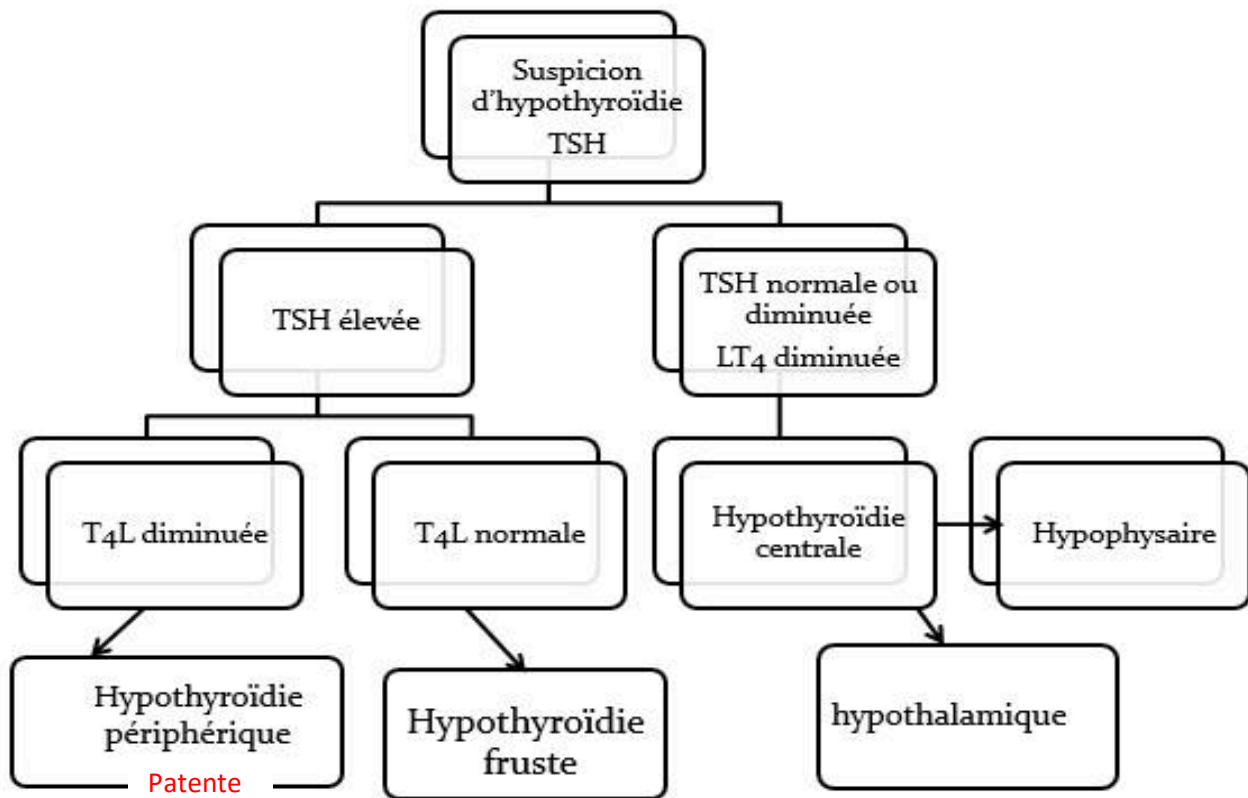 Suspicion
d'hypothyroïdie
TSH
TSH élevée
TSH normale ou
diminuée
LT4 diminuée
T4L diminuée
T4L normale
Hypothyroïdie
centrale
Hypophysaire
Hypothyroïdie
périphérique
Patente
Hypothyroïdie
fruste
hypothalamique